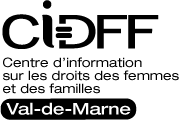 CIDFF
Centre d'information
sur les droits des femmes
et des familles
Val-de-Marne